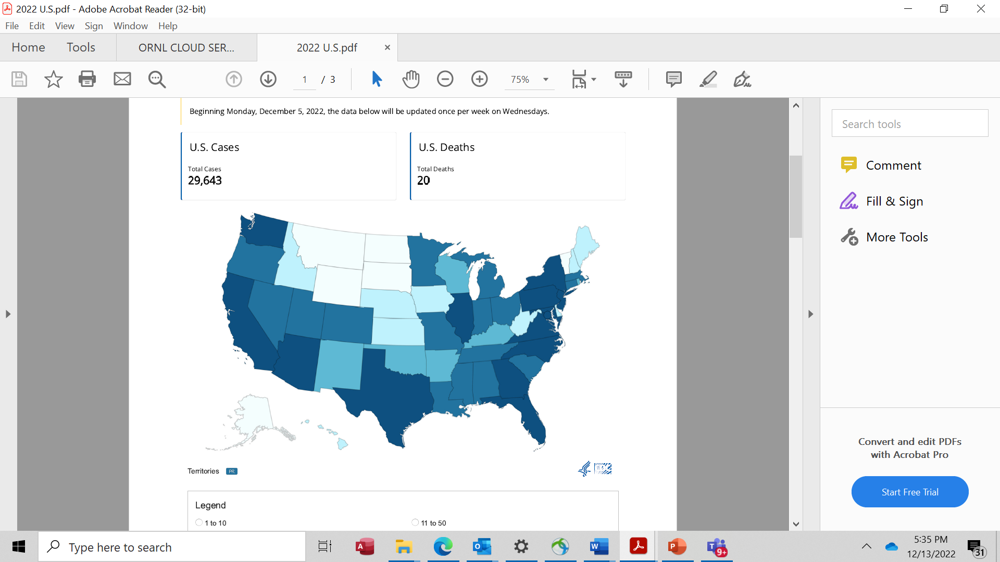 2022 U.S.pdf - Adobe Acrobat Reader (32-bit)
File Edit View Sign Window Help
Home Tools ORNL CLOUD SER... 2022 U.S.pdf
1 / 3 75%
Beginning Monday, December 5, 2022, the data below will be updated once per week on Wednesdays.
U.S. Cases
Total Cases
29,643
U.S. Deaths
Total Deaths
20
Territories PR
Legend
1 to 10 11 to 50
Search tools
Comment
Fill & Sign
More Tools
Convert and edit PDFs
with Acrobat Pro
Start Free Trial
Type here to search
9+
5:35 PM
12/13/2022
31